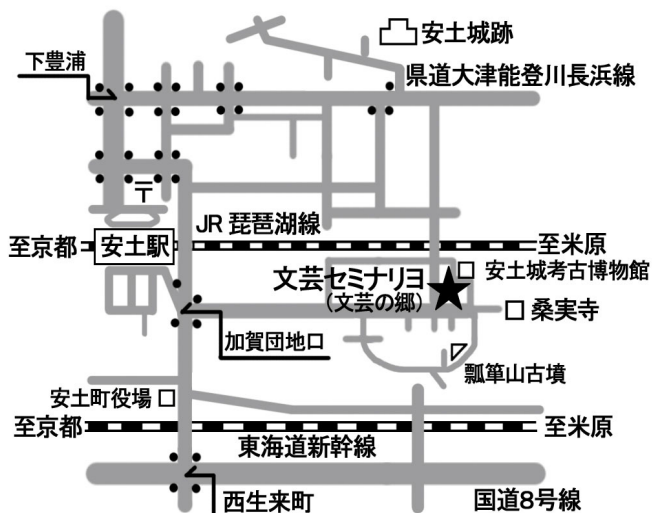 安土城跡
下豊浦
県道大津能登川長浜線
〒
JR 琵琶湖線
至京都
安土駅
至米原
文芸セミナリヨ
(文芸の郷)
安土城考古博物館
桑実寺
加賀団地口
瓢箪山古墳
安土町役場
至京都
至米原
東海道新幹線
西生来町
国道8号線